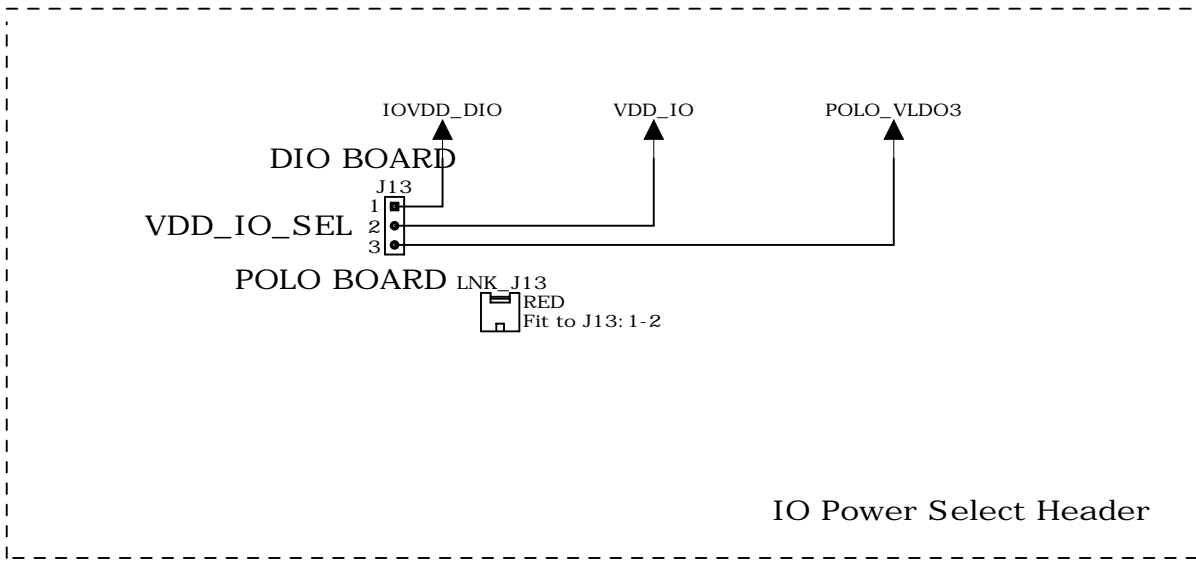 IOVDD_DIO
VDD_IO
POLO_VLDO3
DIO BOARD
J13
1
VDD_IO_SEL
2
3
POLO BOARD
LNK_J13
RED
Fit to J13:1-2
IO Power Select Header